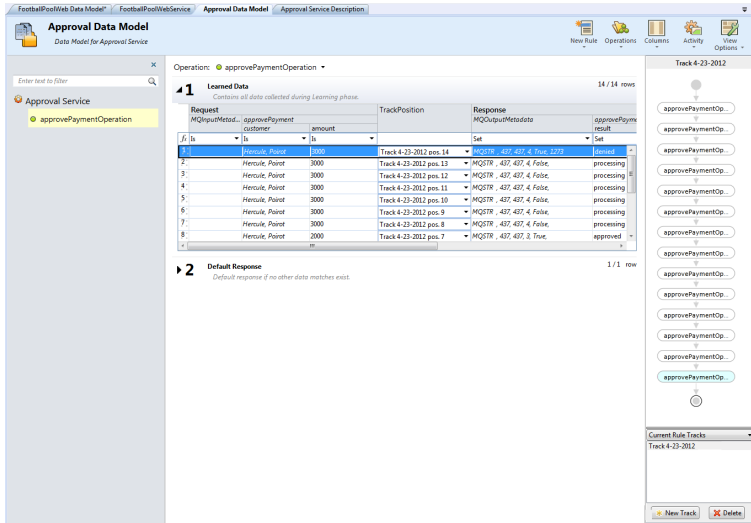 FootballPoolWeb Data Model* FootballPoolWebService Approval Data Model Approval Service Description
Approval Data Model
Data Model for Approval Service
New Rule Operations Columns Activity View Options
Enter text to filter
Approval Service
approvePaymentOperation
Operation: approvePaymentOperation
1 Learned Data 14 / 14 rows
Contains all data collected during Learning phase.
Request TrackPosition Response
MQInputMetad... approvePayment MQOutputMetadata approvePayme
customer amount result
fx Is Is Is Set Set
1 Hercule, Poirot 3000 Track 4-23-2012 pos. 14 MQSTR , 437, 437, 4, True, 1273 denied
2 Hercule, Poirot 3000 Track 4-23-2012 pos. 13 MQSTR , 437, 437, 4, False, processing
3 Hercule, Poirot 3000 Track 4-23-2012 pos. 12 MQSTR , 437, 437, 4, False, processing
4 Hercule, Poirot 3000 Track 4-23-2012 pos. 11 MQSTR , 437, 437, 4, False, processing
5 Hercule, Poirot 3000 Track 4-23-2012 pos. 10 MQSTR , 437, 437, 4, False, processing
6 Hercule, Poirot 3000 Track 4-23-2012 pos. 9 MQSTR , 437, 437, 4, False, processing
7 Hercule, Poirot 3000 Track 4-23-2012 pos. 8 MQSTR , 437, 437, 4, False, processing
8 Hercule, Poirot 2000 Track 4-23-2012 pos. 7 MQSTR , 437, 437, 3, True, approved
2 Default Response 1 / 1 row
Default response if no other data matches exist.
Track 4-23-2012
approvePaymentOp...
approvePaymentOp...
approvePaymentOp...
approvePaymentOp...
approvePaymentOp...
approvePaymentOp...
approvePaymentOp...
approvePaymentOp...
approvePaymentOp...
approvePaymentOp...
approvePaymentOp...
approvePaymentOp...
approvePaymentOp...
approvePaymentOp...
Current Rule Tracks
Track 4-23-2012
New Track Delete